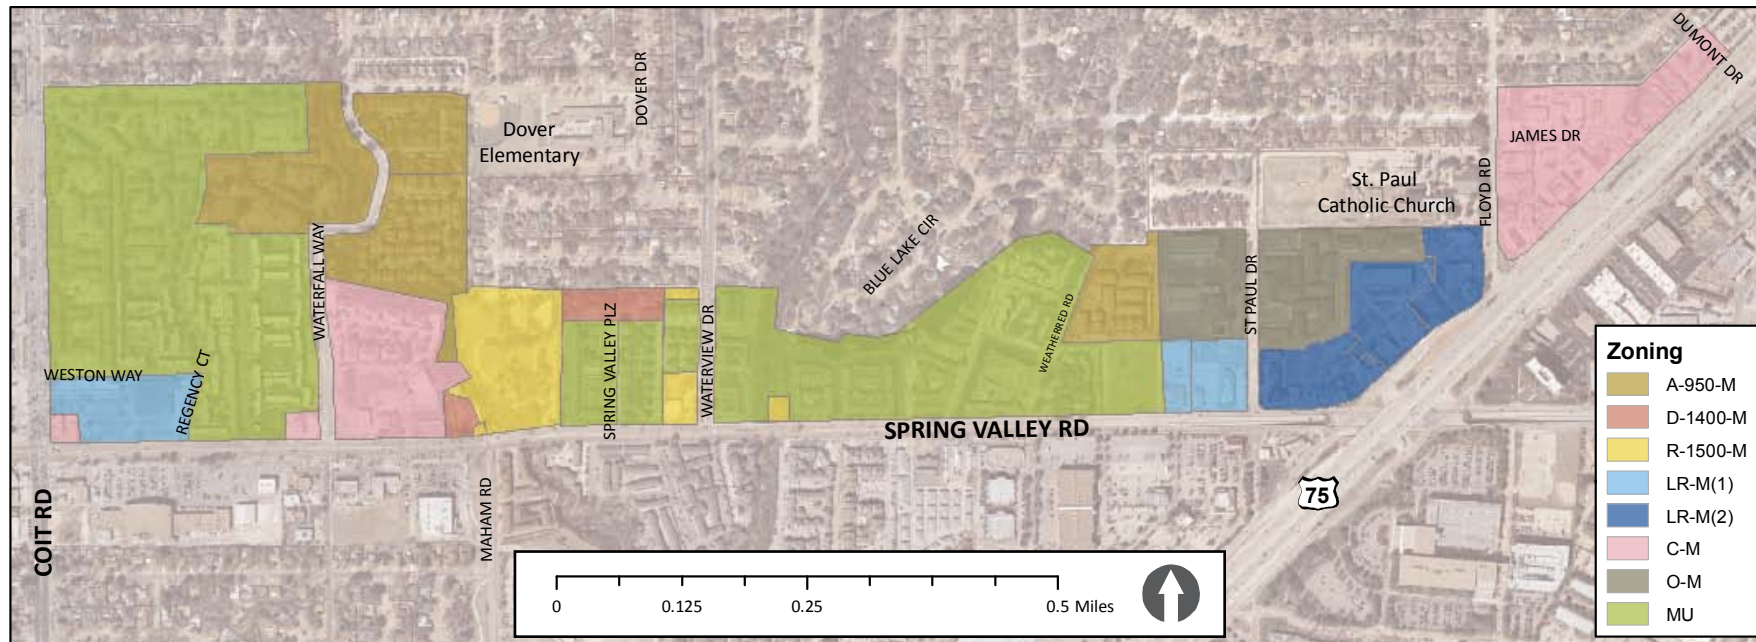 DUMONT DR
DOVER DR
Dover
Elementary
JAMES DR
St. Paul
Catholic Church
FLOYD RD
BLUE LAKE CIR
WATERFALL WAY
ST PAUL DR
WEATHERRED RD
SPRING VALLEY PLZ
WATERVIEW DR
WESTON WAY
REGENCY CT
SPRING VALLEY RD
COIT RD
MAHAM RD
75
0 0.125 0.25 0.5 Miles
Zoning
A-950-M
D-1400-M
R-1500-M
LR-M(1)
LR-M(2)
C-M
O-M
MU